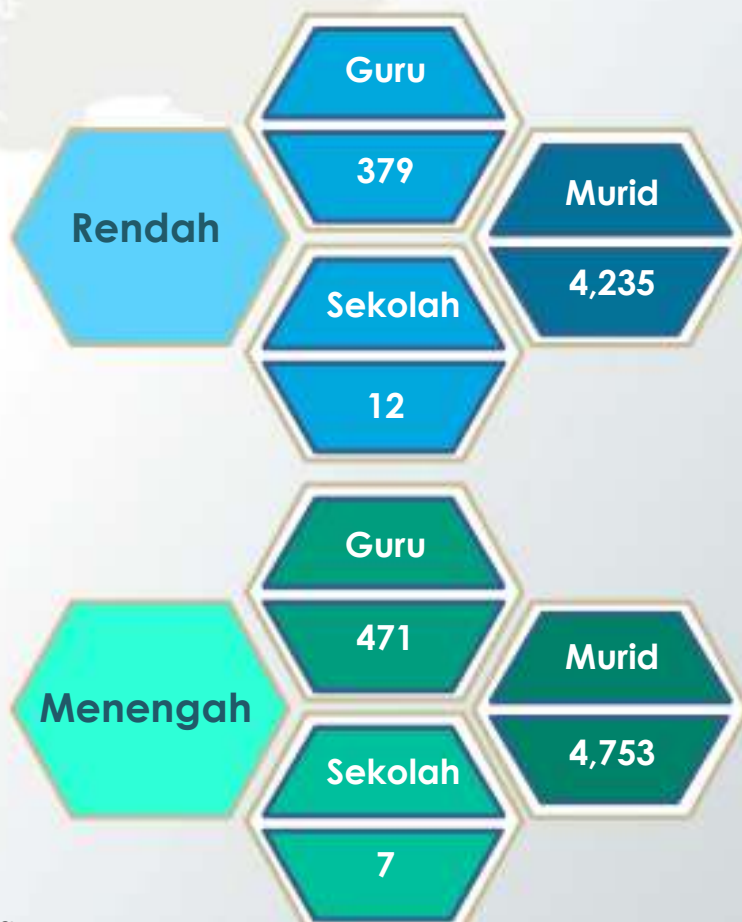 Rendah
Guru
379
Sekolah
12
Murid
4,235
Menengah
Guru
471
Sekolah
7
Murid
4,753